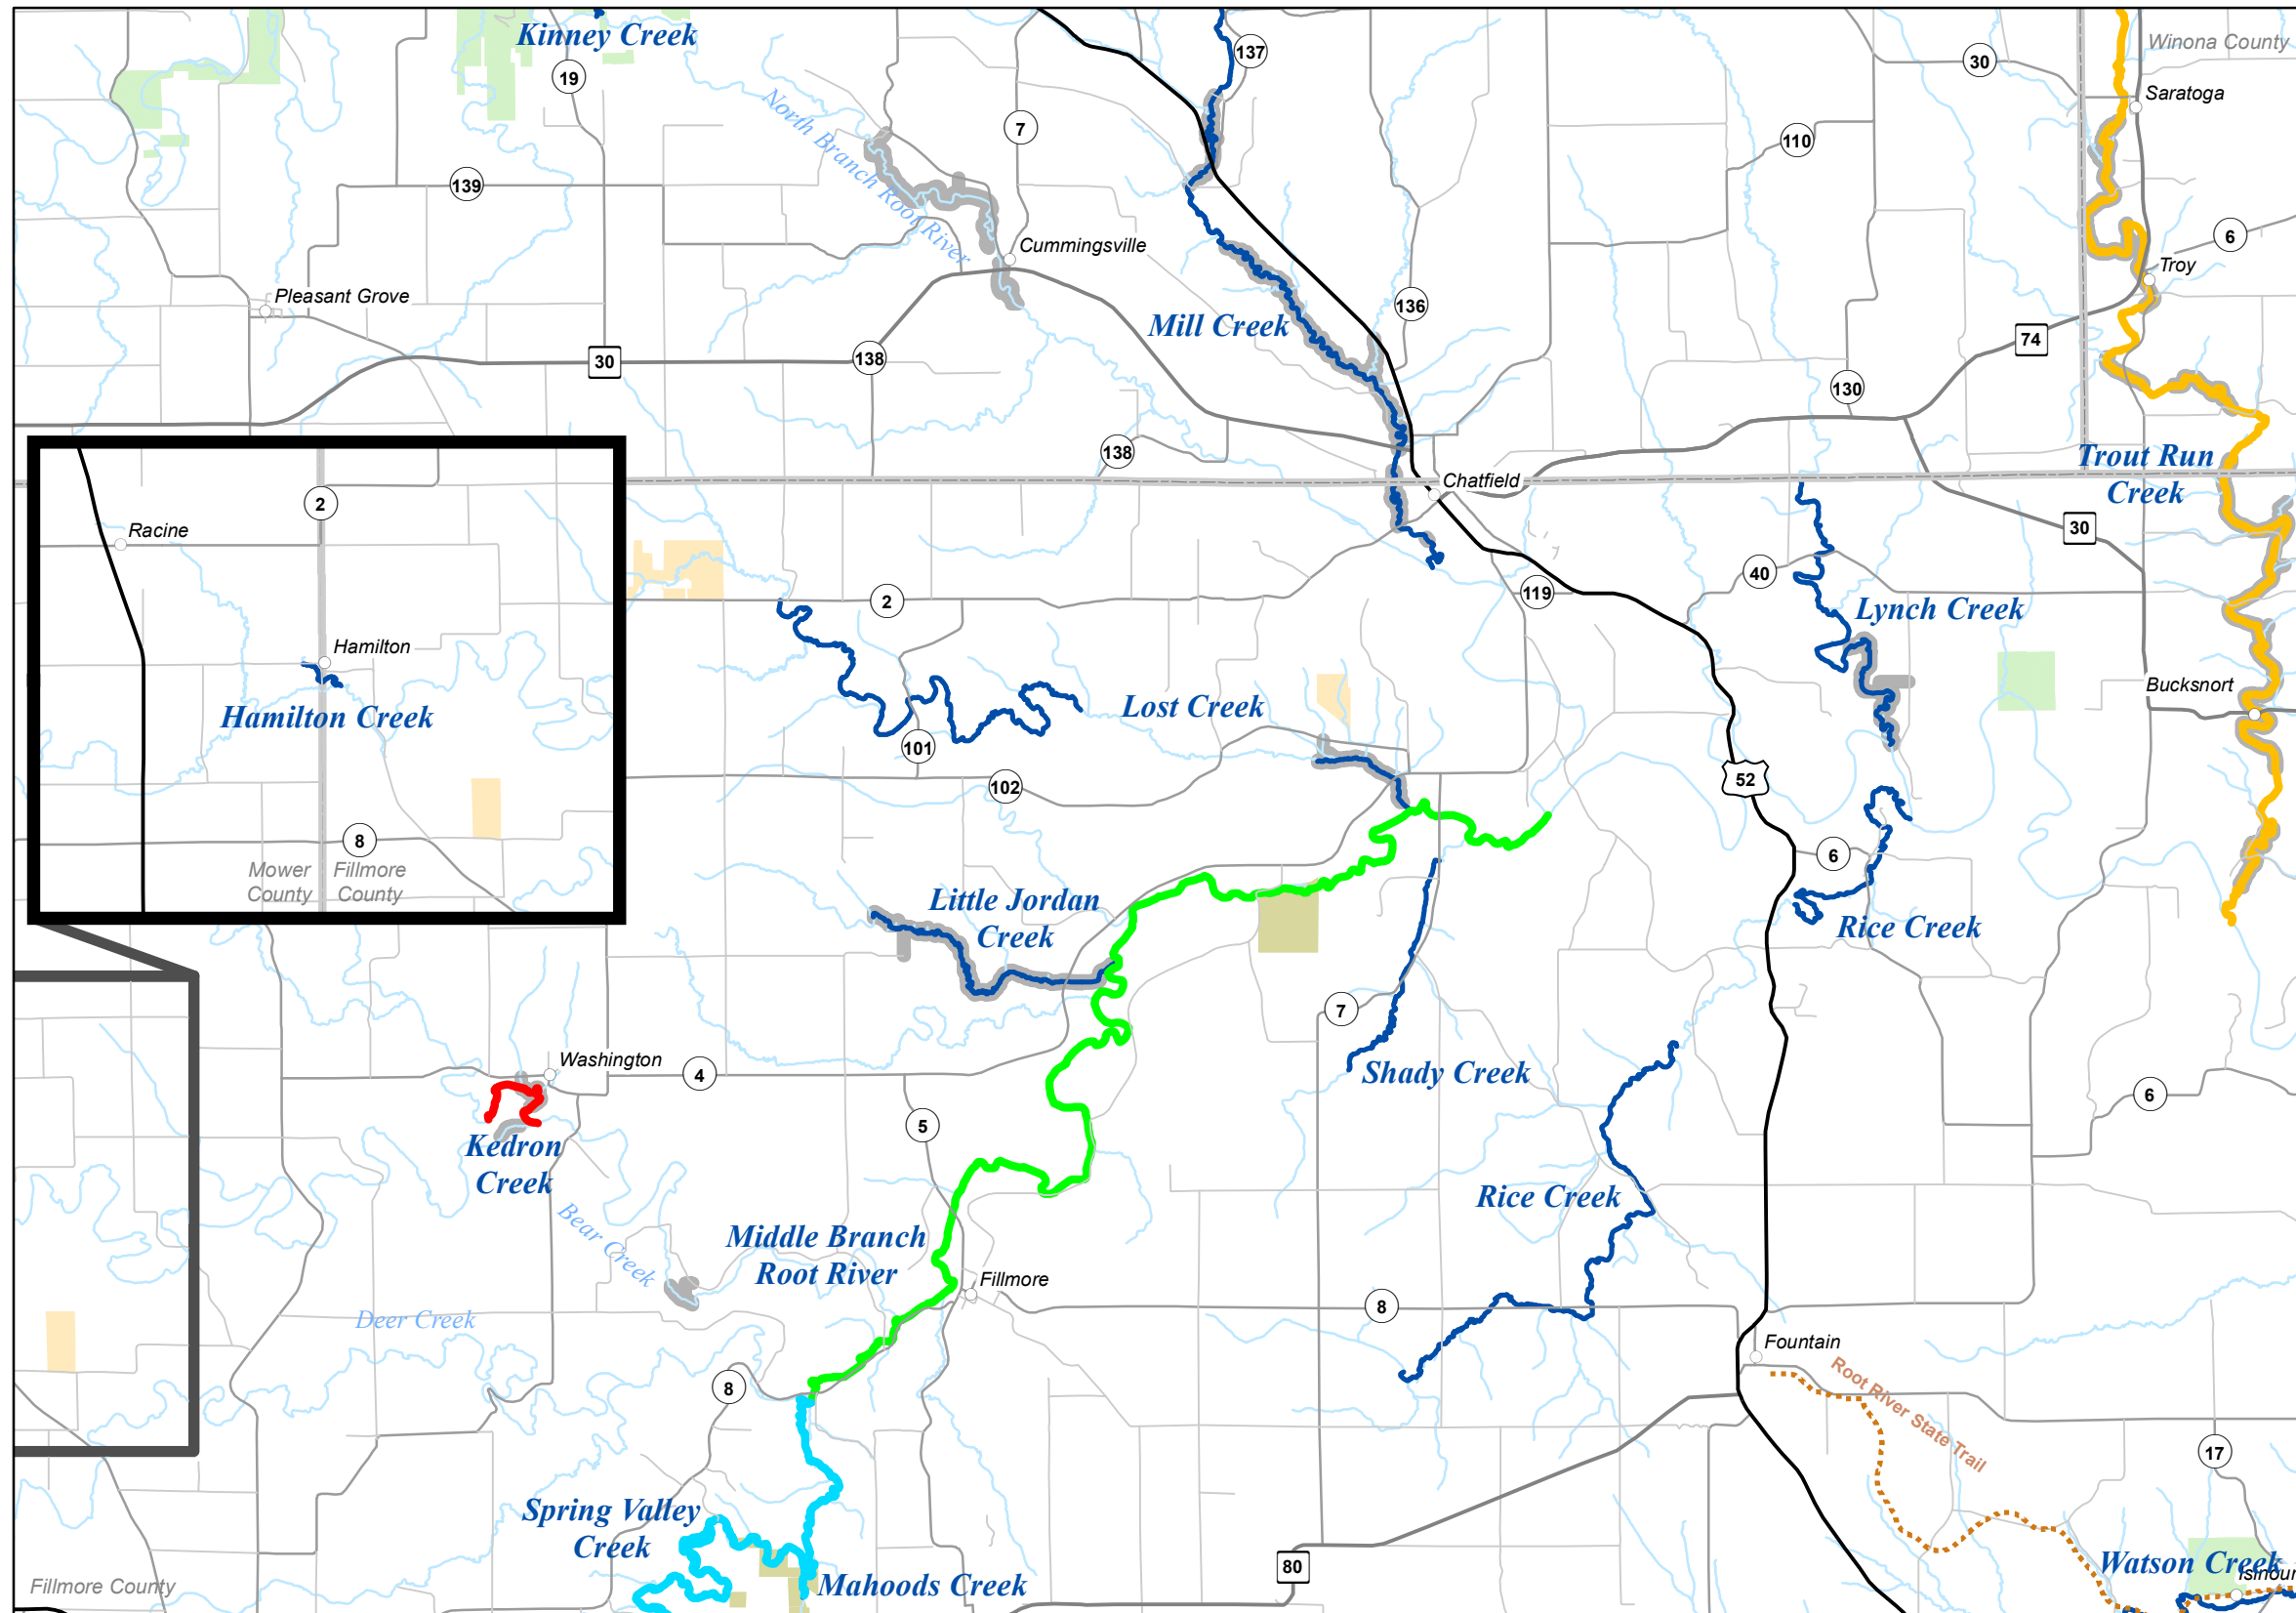 Kinney Creek
137
Winona County
30
19
Saratoga
North Branch Root River
7
110
139
6
Cummingsville
Troy
Pleasant Grove
136
Mill Creek
74
30
138
130
138
Trout Run
Creek
Chatfield
2
Racine
30
40
119
2
Lynch Creek
Hamilton
Bucksnort
Hamilton Creek
Lost Creek
101
52
102
8
6
Mower
County
Fillmore
County
Little Jordan
Creek
Rice Creek
7
Washington
4
Shady Creek
6
5
Kedron
Creek
Rice Creek
Bear Creek
Middle Branch
Root River
Fillmore
8
Deer Creek
Fountain
8
Root River State Trail
17
Spring Valley
Creek
80
Watson Creek
Fillmore County
Mahoods Creek